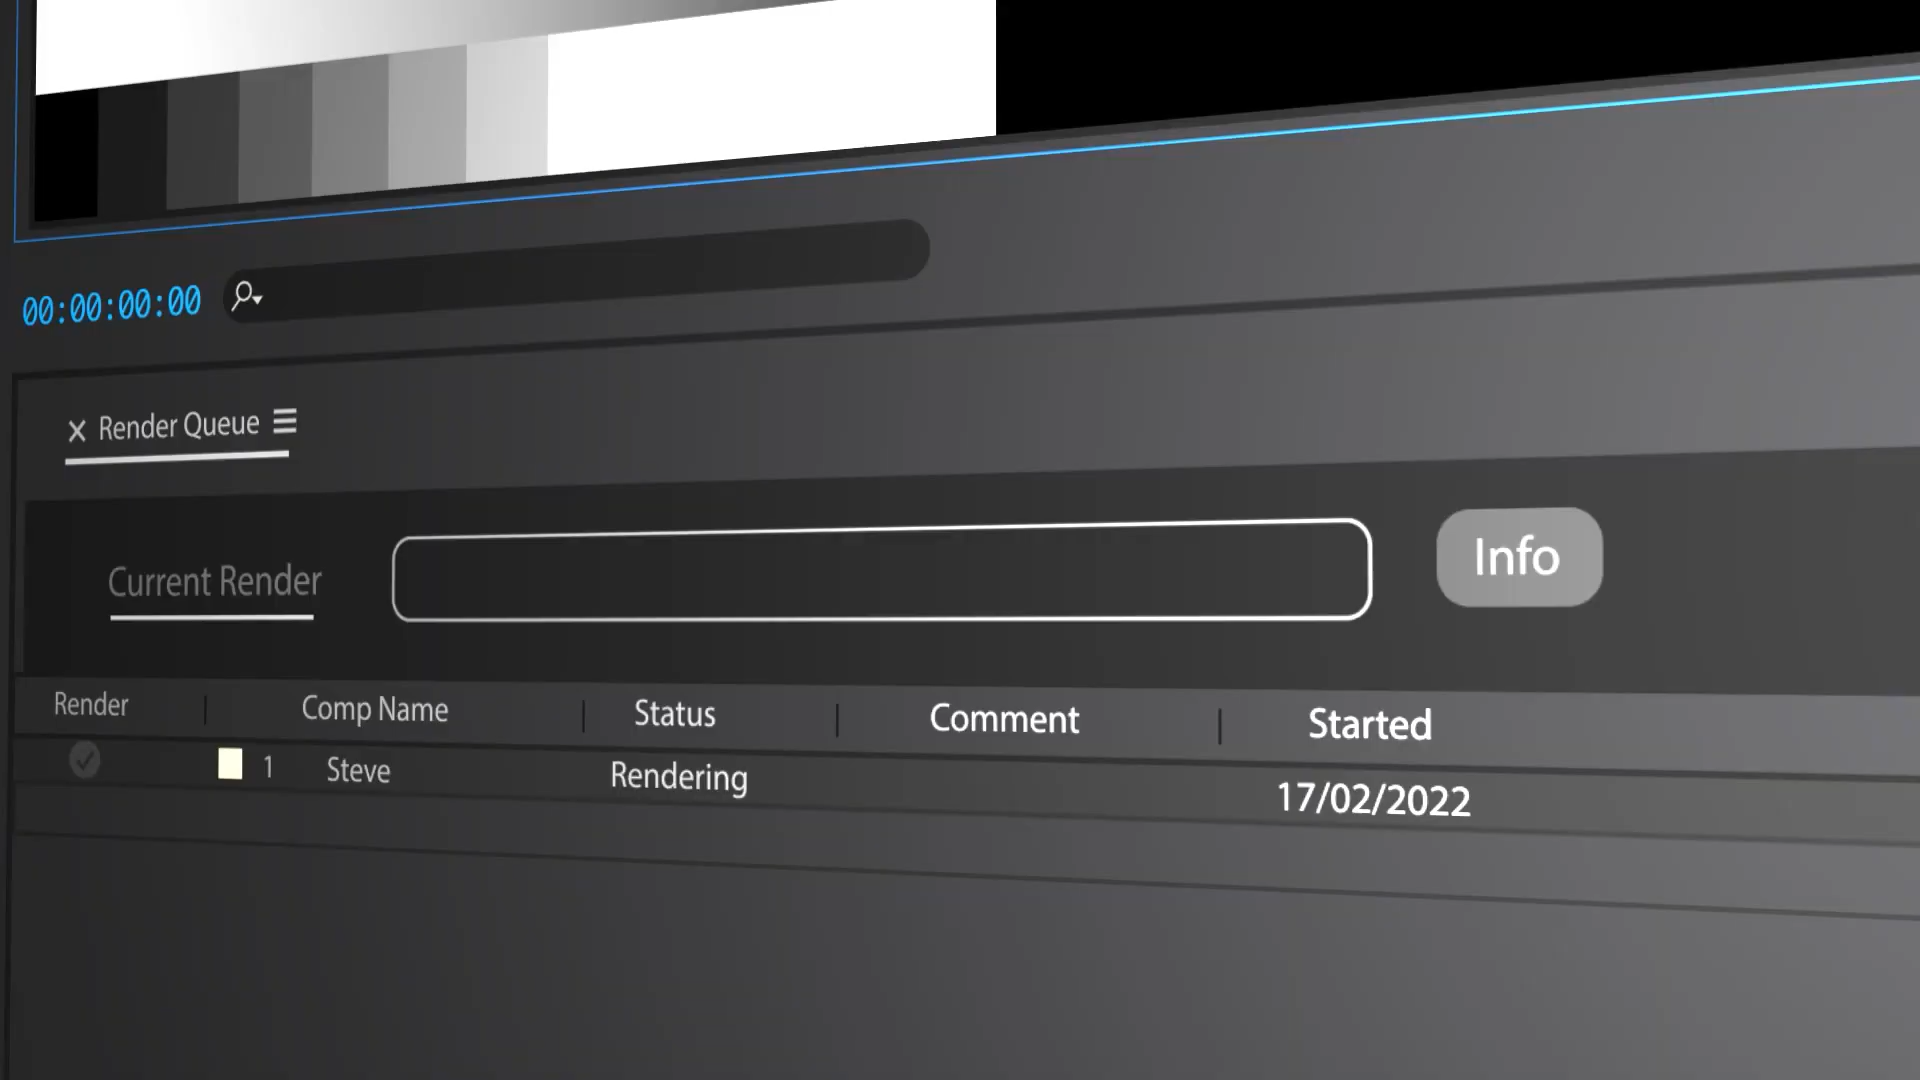 00:00:00:00
Render Queue
Current Render
Info
Render Comp Name Status Comment Started
1 Steve Rendering 17/02/2022